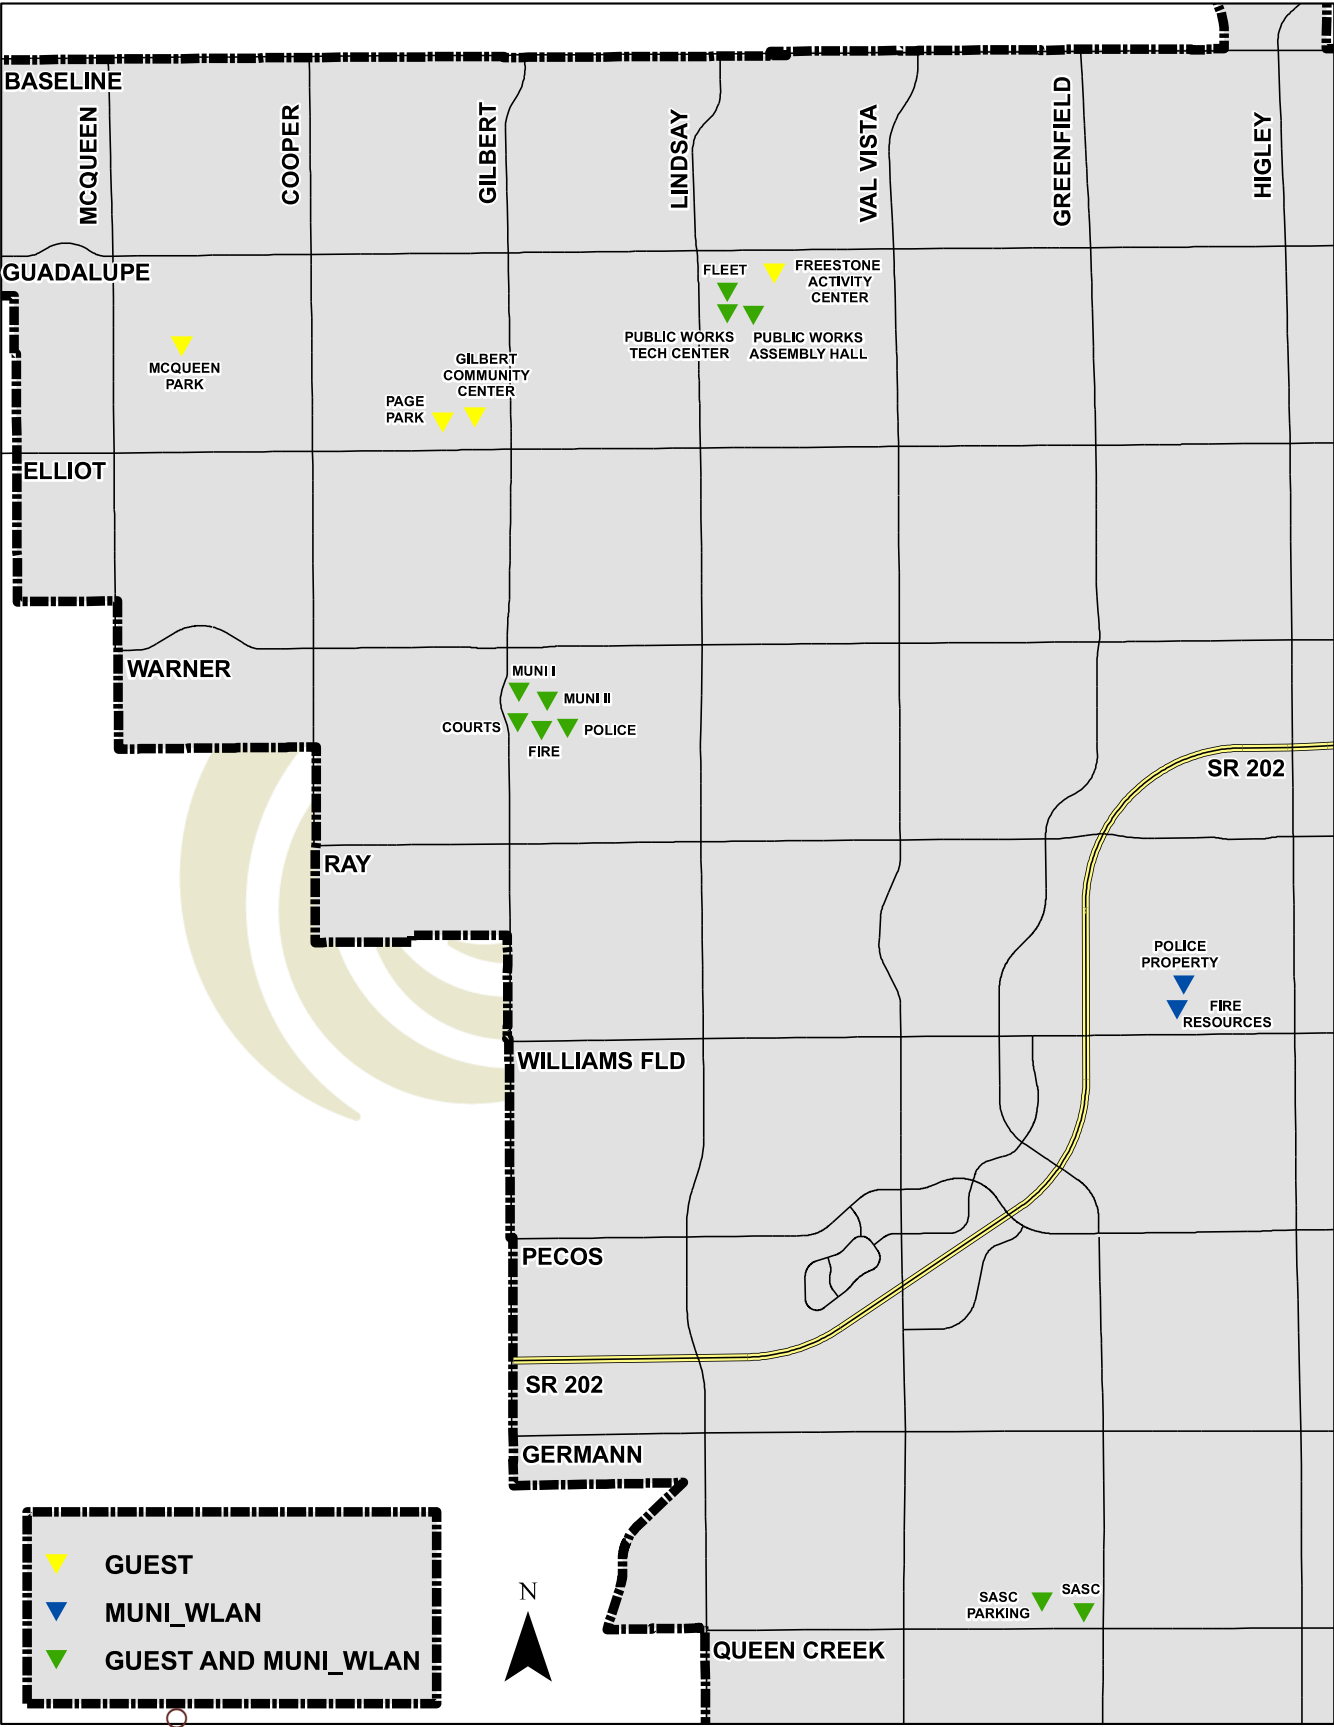 BASELINE
MCQUEEN
COOPER
GILBERT
LINDSAY
VAL VISTA
GREENFIELD
HIGLEY
GUADALUPE
FLEET
FREESTONE
ACTIVITY
CENTER
PUBLIC WORKS
TECH CENTER
PUBLIC WORKS
ASSEMBLY HALL
MCQUEEN
PARK
GILBERT
COMMUNITY
CENTER
PAGE
PARK
ELLIOT
WARNER
MUNI I
MUNI II
COURTS
FIRE
POLICE
SR 202
RAY
POLICE
PROPERTY
FIRE
RESOURCES
WILLIAMS FLD
PECOS
SR 202
GERMANN
SASC
PARKING
SASC
QUEEN CREEK
GUEST
MUNI_WLAN
GUEST AND MUNI_WLAN
N